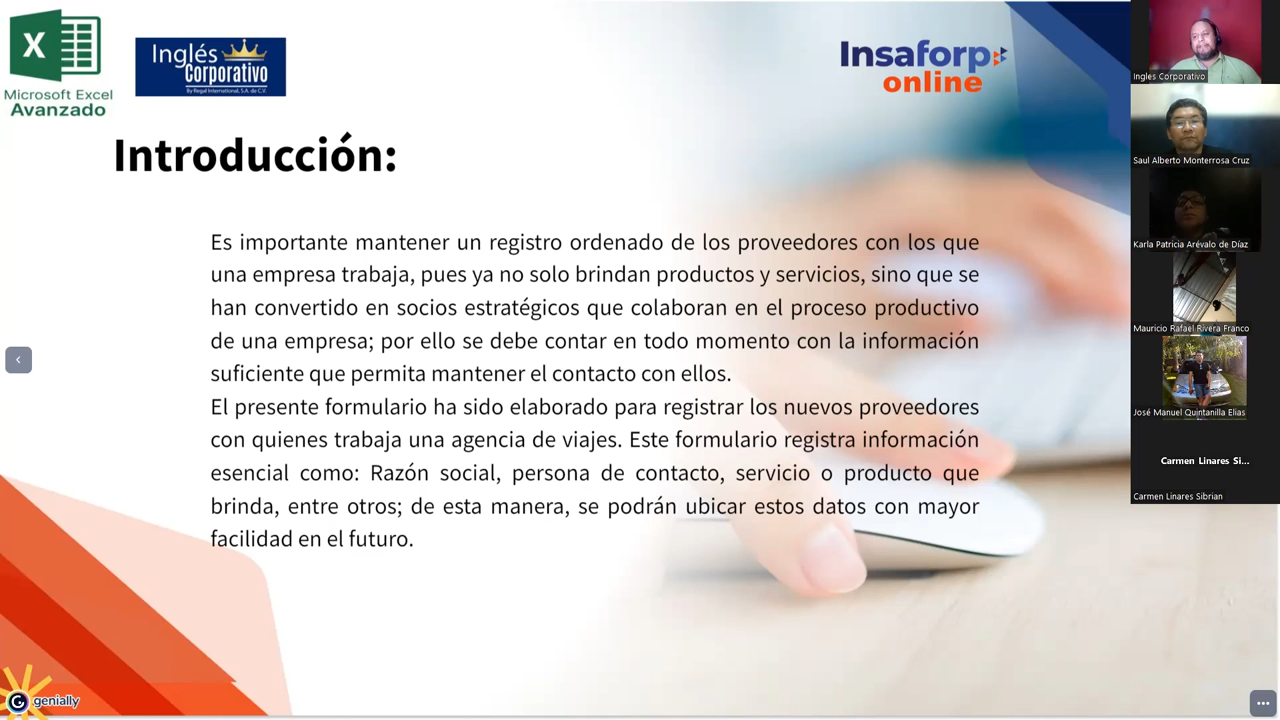 Microsoft Excel
Avanzado
Inglés
Corporativo
By Regal International, S.A. de C.V.
Insaforp
online
Introducción:
Es importante mantener un registro ordenado de los proveedores con los que
una empresa trabaja, pues ya no solo brindan productos y servicios, sino que se
han convertido en socios estratégicos que colaboran en el proceso productivo
de una empresa; por ello se debe contar en todo momento con la información
suficiente que permita mantener el contacto con ellos.
El presente formulario ha sido elaborado para registrar los nuevos proveedores
con quienes trabaja una agencia de viajes. Este formulario registra información
esencial como: Razón social, persona de contacto, servicio o producto que
brinda, entre otros; de esta manera, se podrán ubicar estos datos con mayor
facilidad en el futuro.
genially
Ingles Corporativo
Saul Alberto Monterrosa Cruz
Karla Patricia Arévalo de Díaz
Mauricio Rafael Rivera Franco
José Manuel Quintanilla Elias
Carmen Linares Si...
Carmen Linares Sibrian